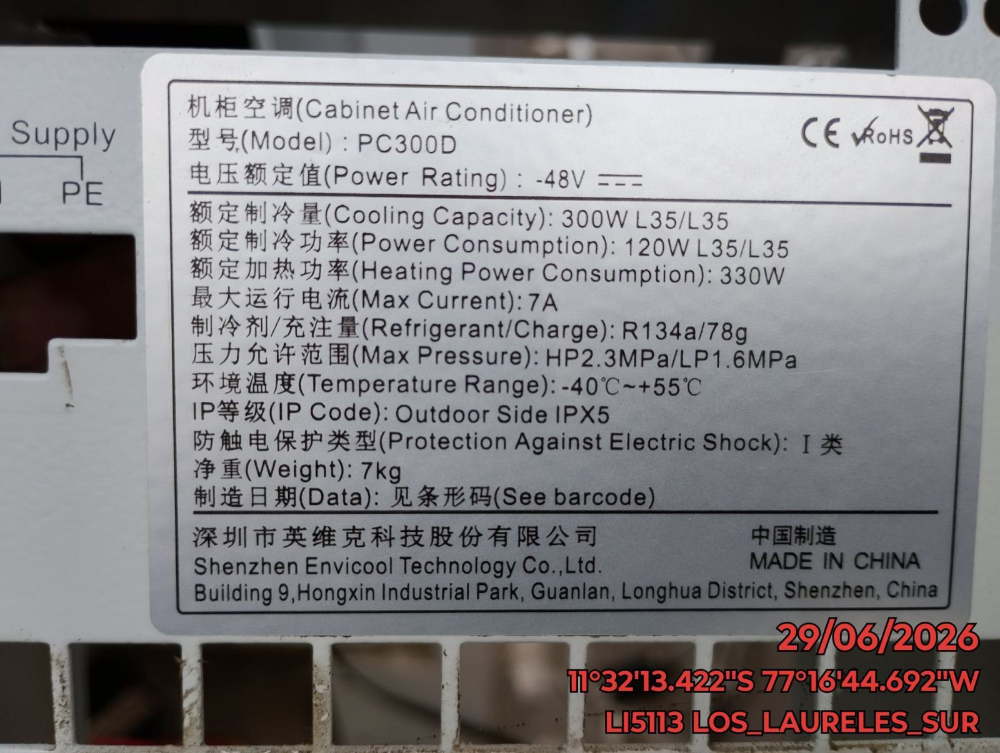 Supply
PE
机柜空调(Cabinet Air Conditioner)
型号(Model) : PC300D
电压额定值(Power Rating) : -48V
CE RoHS
额定制冷量(Cooling Capacity): 300W L35/L35
额定制冷功率(Power Consumption): 120W L35/L35
额定加热功率(Heating Power Consumption): 330W
最大运行电流(Max Current): 7A
制冷剂/充注量(Refrigerant/Charge): R134a/78g
压力允许范围(Max Pressure): HP2.3MPa/LP1.6MPa
环境温度(Temperature Range): -40℃~+55℃
IP等级(IP Code): Outdoor Side IPX5
防触电保护类型(Protection Against Electric Shock): I 类
净重(Weight): 7kg
制造日期(Data): 见条形码(See barcode)
深圳市英维克科技股份有限公司
中国制造
Shenzhen Envicool Technology Co.,Ltd.
MADE IN CHINA
Building 9,Hongxin Industrial Park, Guanlan, Longhua District, Shenzhen, China
29/06/2026
11°32'13.422"S 77°16'44.692"W
LI5113 LOS_LAURELES_SUR